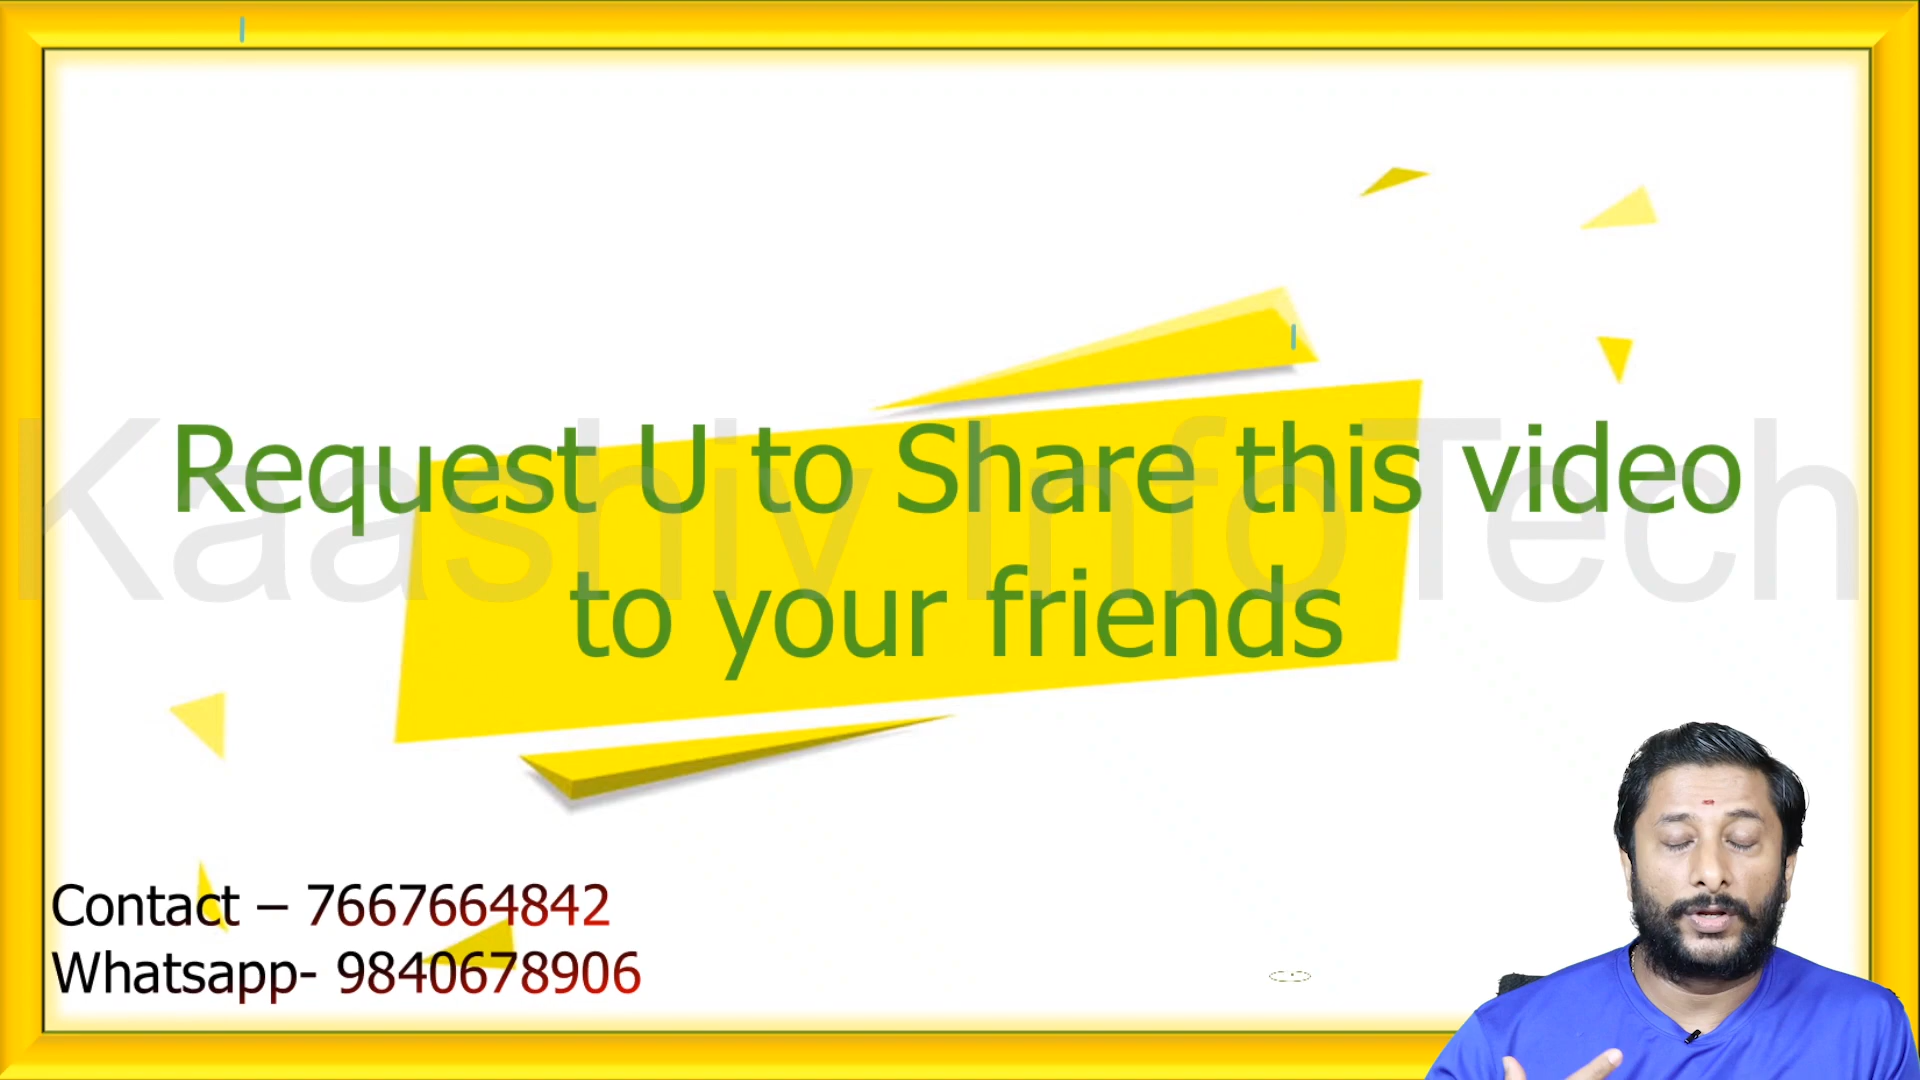 Request U to Share this video
to your friends
Kaashiv InfoTech
Contact – 7667664842
Whatsapp- 9840678906